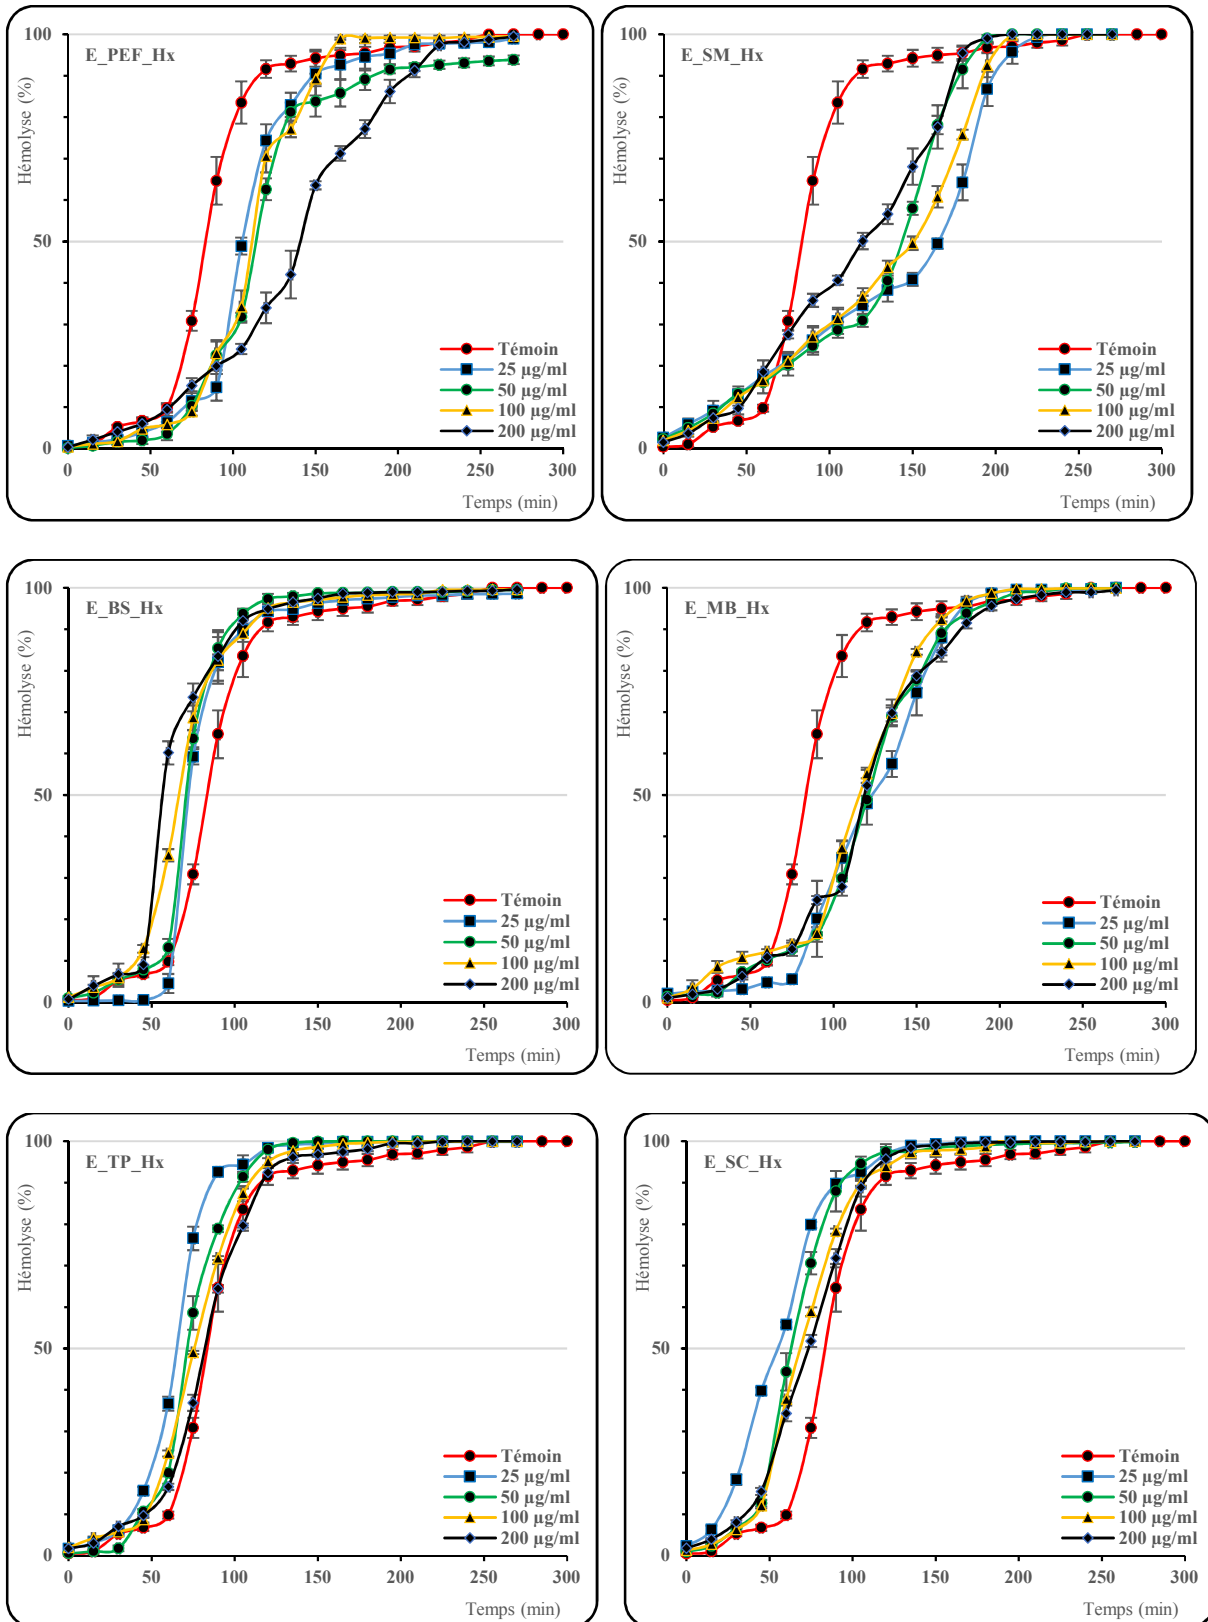 E_PEF_Hx
Hémolyse (%)
100
50
0
0 50 100 150 200 250 300
Temps (min)
Témoin
25 µg/ml
50 µg/ml
100 µg/ml
200 µg/ml
E_SM_Hx
Hémolyse (%)
100
50
0
0 50 100 150 200 250 300
Temps (min)
Témoin
25 µg/ml
50 µg/ml
100 µg/ml
200 µg/ml
E_BS_Hx
Hémolyse (%)
100
50
0
0 50 100 150 200 250 300
Temps (min)
Témoin
25 µg/ml
50 µg/ml
100 µg/ml
200 µg/ml
E_MB_Hx
Hémolyse (%)
100
50
0
0 50 100 150 200 250 300
Temps (min)
Témoin
25 µg/ml
50 µg/ml
100 µg/ml
200 µg/ml
E_TP_Hx
Hémolyse (%)
100
50
0
0 50 100 150 200 250 300
Temps (min)
Témoin
25 µg/ml
50 µg/ml
100 µg/ml
200 µg/ml
E_SC_Hx
Hémolyse (%)
100
50
0
0 50 100 150 200 250 300
Temps (min)
Témoin
25 µg/ml
50 µg/ml
100 µg/ml
200 µg/ml